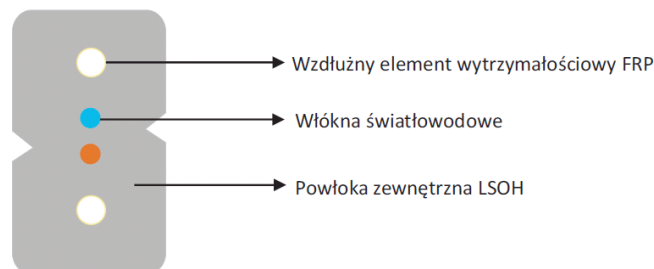 Wzdłużny element wytrzymałościowy FRP
Włókna światłowodowe
Powłoka zewnętrzna LSOH